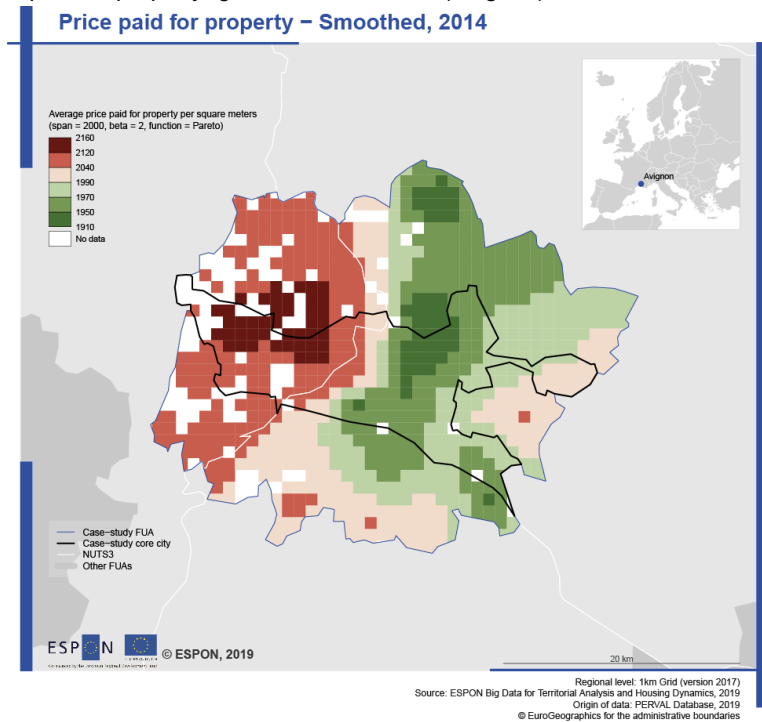 Price paid for property − Smoothed, 2014
Average price paid for property per square meters
(span = 2000, beta = 2, function = Pareto)
2160
2120
2040
1990
1970
1950
1910
No data
Avignon
Case−study FUA
Case−study core city
NUTS3
Other FUAs
ESPON
© ESPON, 2019
20 km
Regional level: 1km Grid (version 2017)
Source: ESPON Big Data for Territorial Analysis and Housing Dynamics, 2019
Origin of data: PERVAL Database, 2019
© EuroGeographics for the administrative boundaries